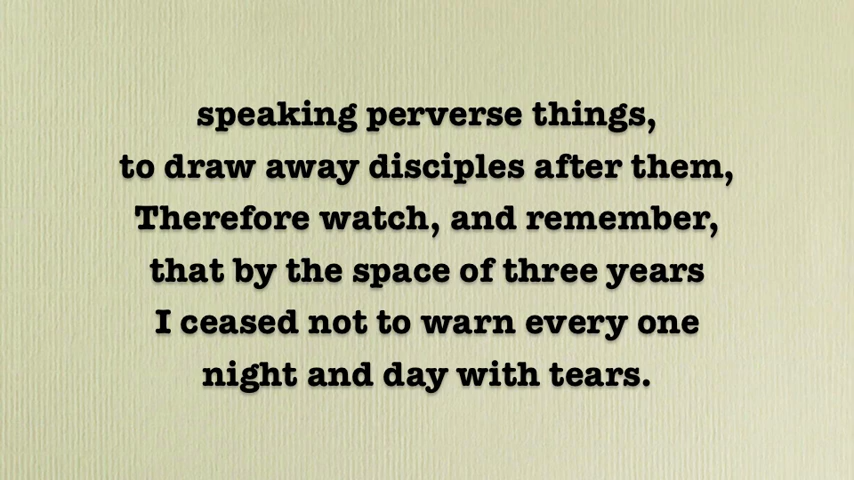 speaking perverse things,
to draw away disciples after them,
Therefore watch, and remember,
that by the space of three years
I ceased not to warn every one
night and day with tears.